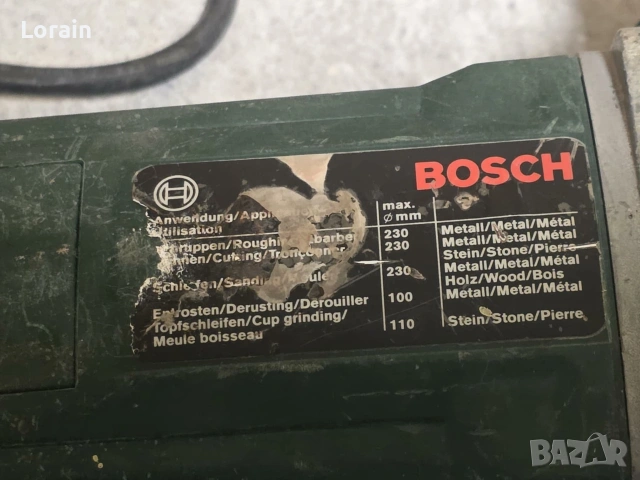 Lorain
BOSCH
Anwendung/Appl
max.
ø mm
Metall/Metal/Métal
230
Metall/Metal/Métal
230
Stein/Stone/Pierre
Metall/Metal/Métal
230
Holz/Wood/Bois
Entrosten/Derusting/Dérouiller
100
Metall/Metal/Métal
Topfschleifen/Cup grinding/
110
Stein/Stone/Pierre
Meule boisseau
BAZAR